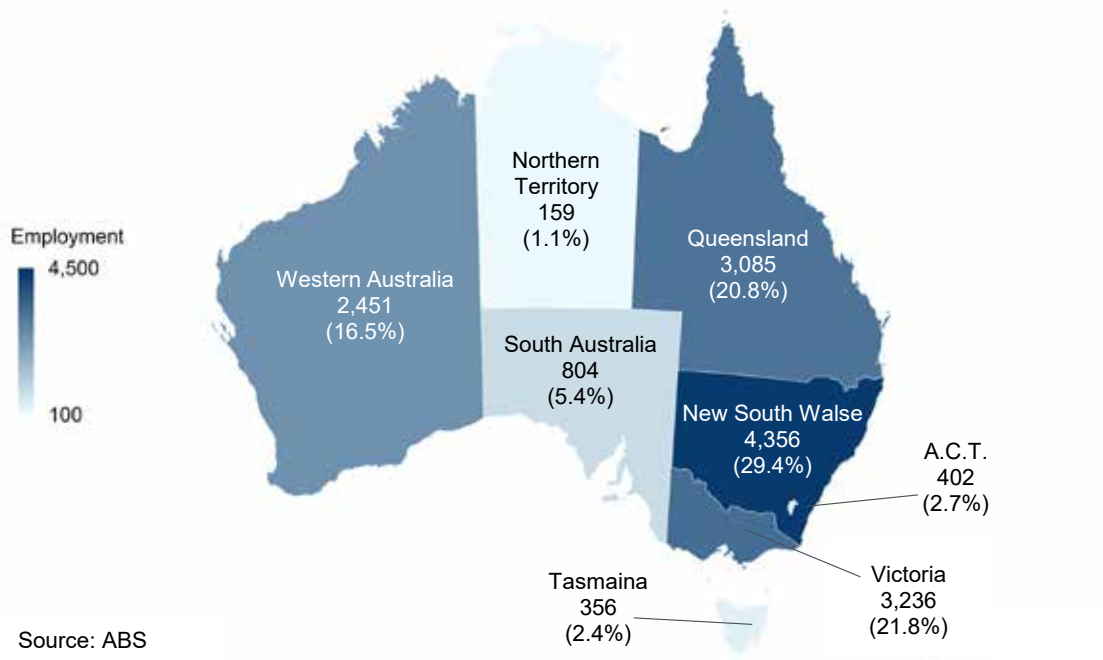 Northern
Territory
159
(1.1%)
Queensland
3,085
(20.8%)
Employment
4,500
100
Western Australia
2,451
(16.5%)
South Australia
804
(5.4%)
New South Walse
4,356
(29.4%)
A.C.T.
402
(2.7%)
Tasmaina
356
(2.4%)
Victoria
3,236
(21.8%)
Source: ABS